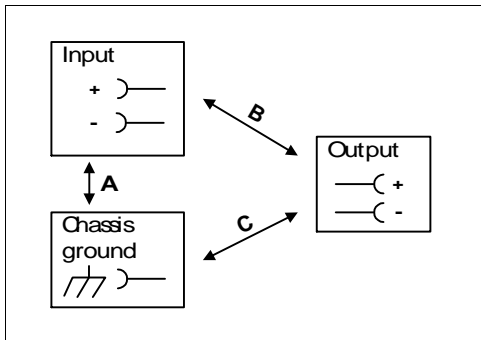 Input
+
-
A
B
Chassis
ground
C
Output
+
-